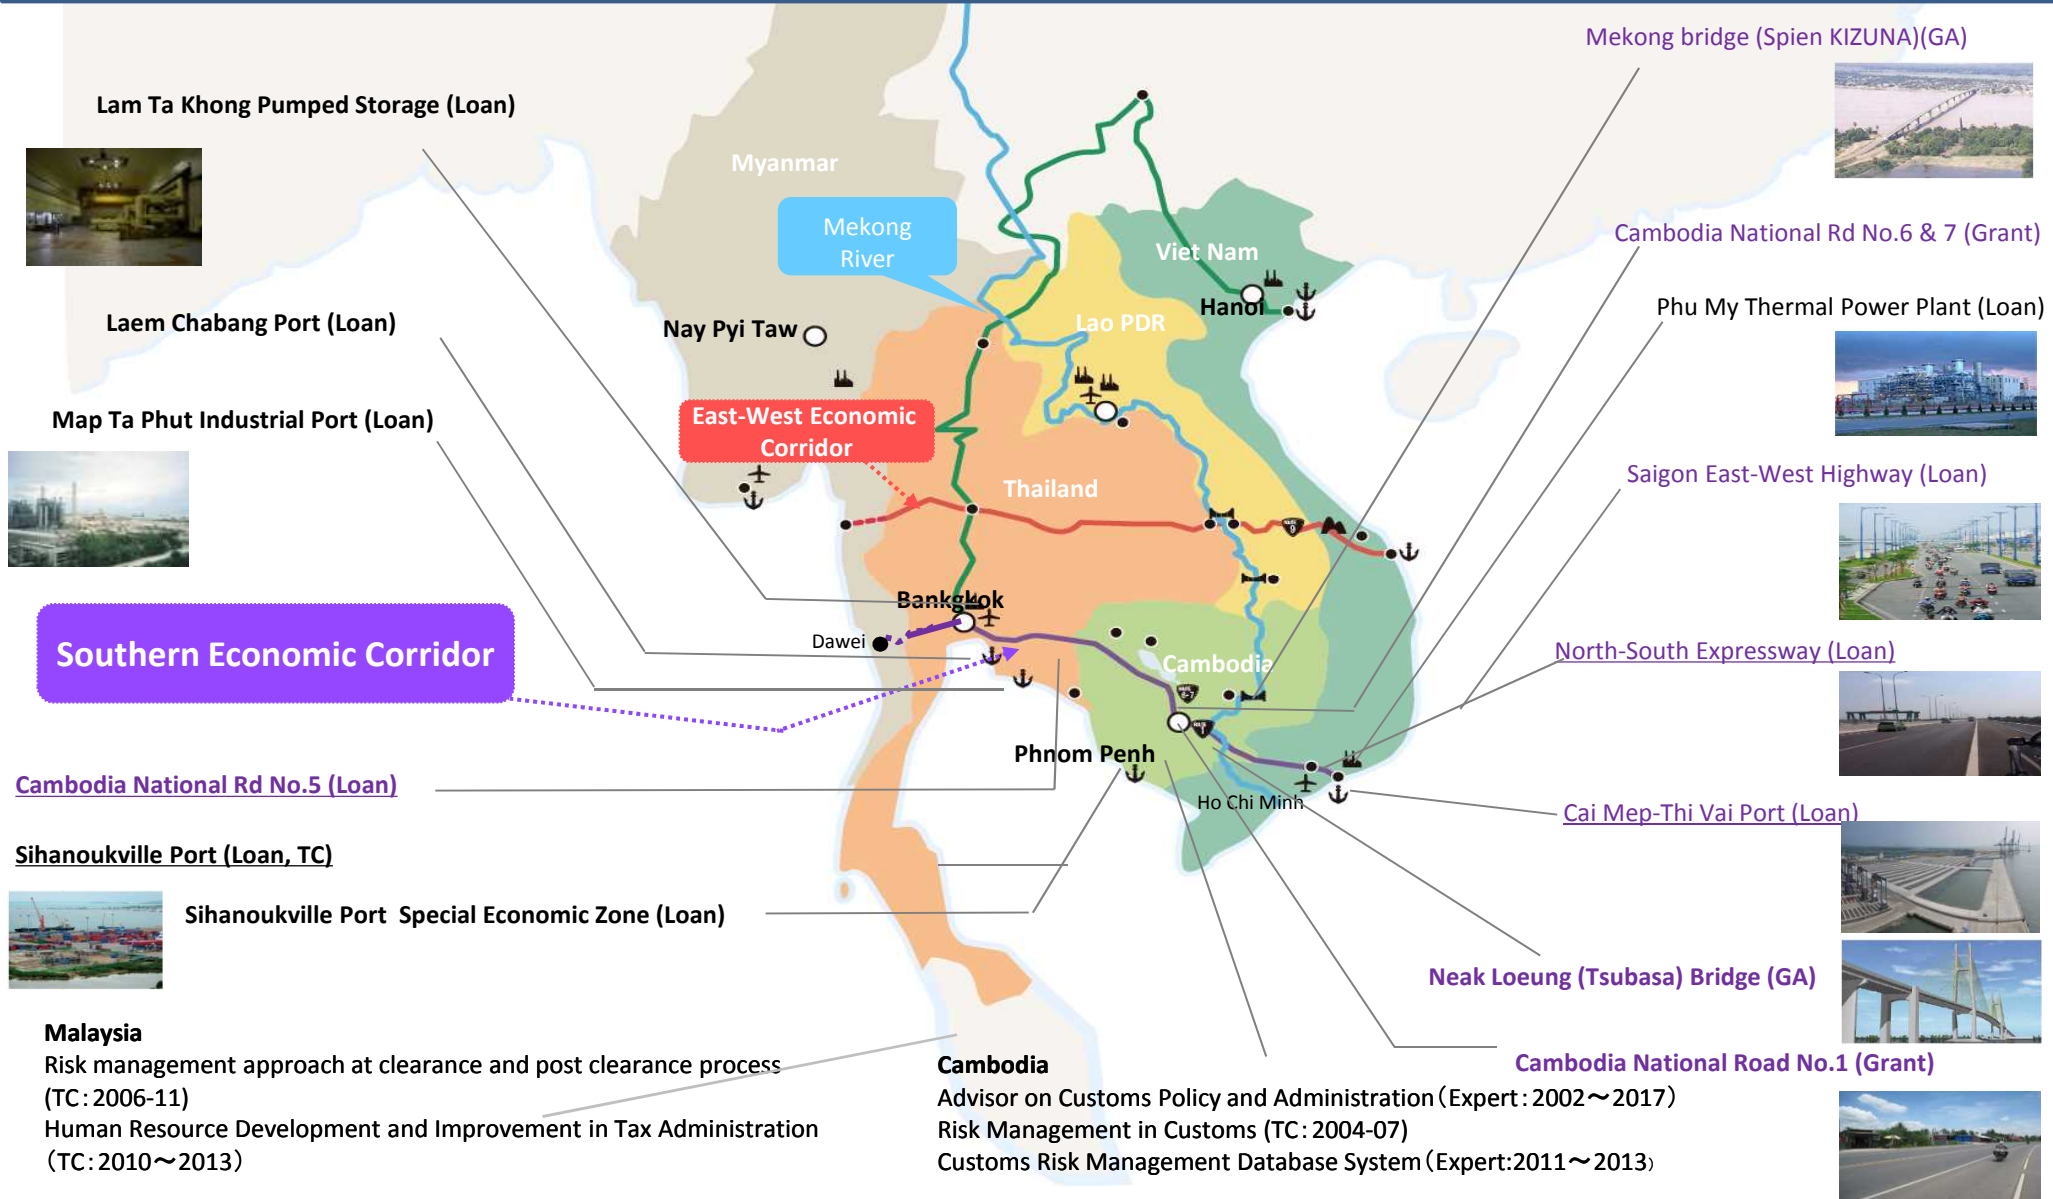 Mekong bridge (Spien KIZUNA)(GA)
Lam Ta Khong Pumped Storage (Loan)
Myanmar
Mekong
River
Viet Nam
Cambodia National Rd No.6 & 7 (Grant)
Hanoi
Phu My Thermal Power Plant (Loan)
Laem Chabang Port (Loan)
Nay Pyi Taw
Lao PDR
Map Ta Phut Industrial Port (Loan)
East-West Economic
Corridor
Thailand
Saigon East-West Highway (Loan)
9
Bankgkok
Dawei
Southern Economic Corridor
Cambodia
North-South Expressway (Loan)
6-7
1
Phnom Penh
Cambodia National Rd No.5 (Loan)
Ho Chi Minh
Cai Mep-Thi Vai Port (Loan)
Sihanoukville Port (Loan, TC)
Sihanoukville Port Special Economic Zone (Loan)
Neak Loeung (Tsubasa) Bridge (GA)
Cambodia National Road No.1 (Grant)
Malaysia
Risk management approach at clearance and post clearance process
(TC：2006-11)
Human Resource Development and Improvement in Tax Administration
（TC：2010～2013）
Cambodia
Advisor on Customs Policy and Administration（Expert：2002～2017）
Risk Management in Customs (TC：2004-07)
Customs Risk Management Database System（Expert:2011～2013）